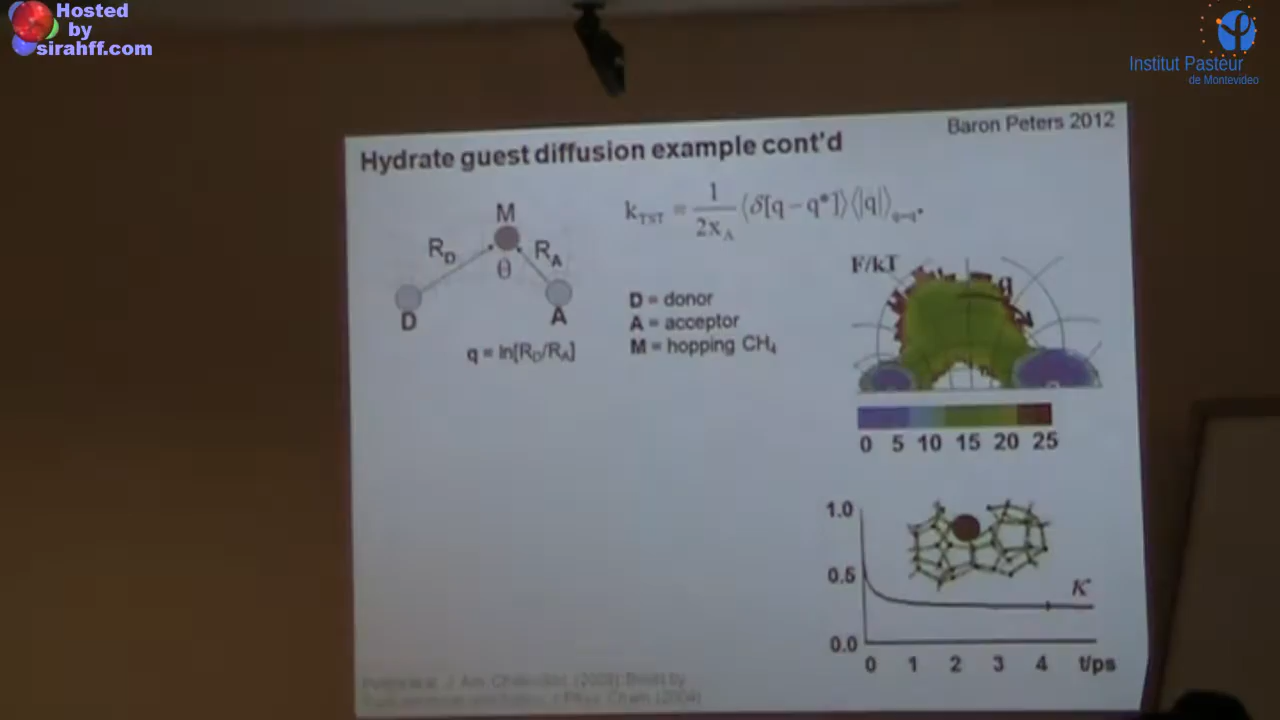 Hosted
by
sirahff.com
Institut Pasteur
de Montevideo
Baron Peters 2012
Hydrate guest diffusion example cont'd
k_TST = 1/2x_A ⟨δ[q − q*]⟩⟨|q̇|⟩_q=q*
M
R_D
R_A
θ
D
A
q = ln[R_D/R_A]
D = donor
A = acceptor
M = hopping CH₄
F/kT
q
0 5 10 15 20 25
1.0
0.5
0.0
κ
0 1 2 3 4 t/ps